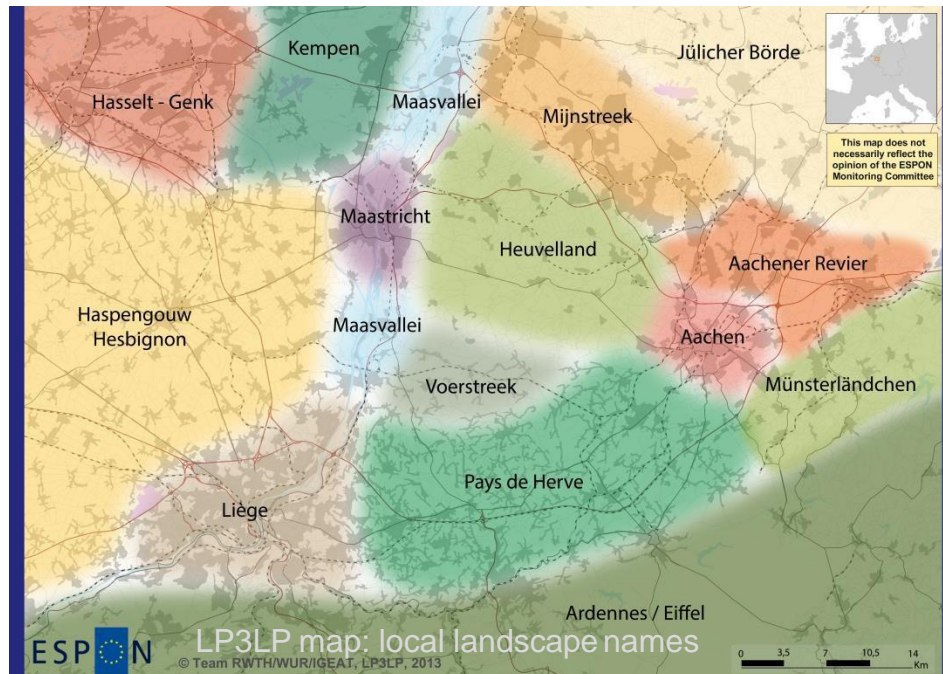 Kempen
Jülicher Börde
Hasselt - Genk
Maasvallei
Mijnstreek
This map does not
necessarily reflect the
opinion of the ESPON
Monitoring Committee
Maastricht
Heuvelland
Aachener Revier
Haspengouw
Hesbignon
Maasvallei
Aachen
Voerstreek
Münsterländchen
Pays de Herve
Liège
Ardennes / Eiffel
ESPON
LP3LP map: local landscape names
© Team RWTH/WUR/IGEAT, LP3LP, 2013
0 3,5 7 10,5 14
Km